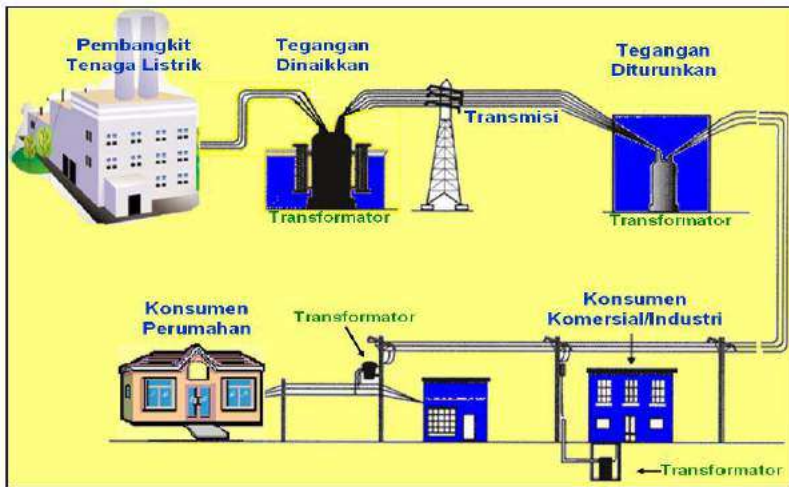 Pembangkit
Tenaga Listrik
Tegangan
Dinaikkan
Tegangan
Diturunkan
Transmisi
Transformator
Transformator
Konsumen
Perumahan
Transformator
Konsumen
Komersial/Industri
Transformator